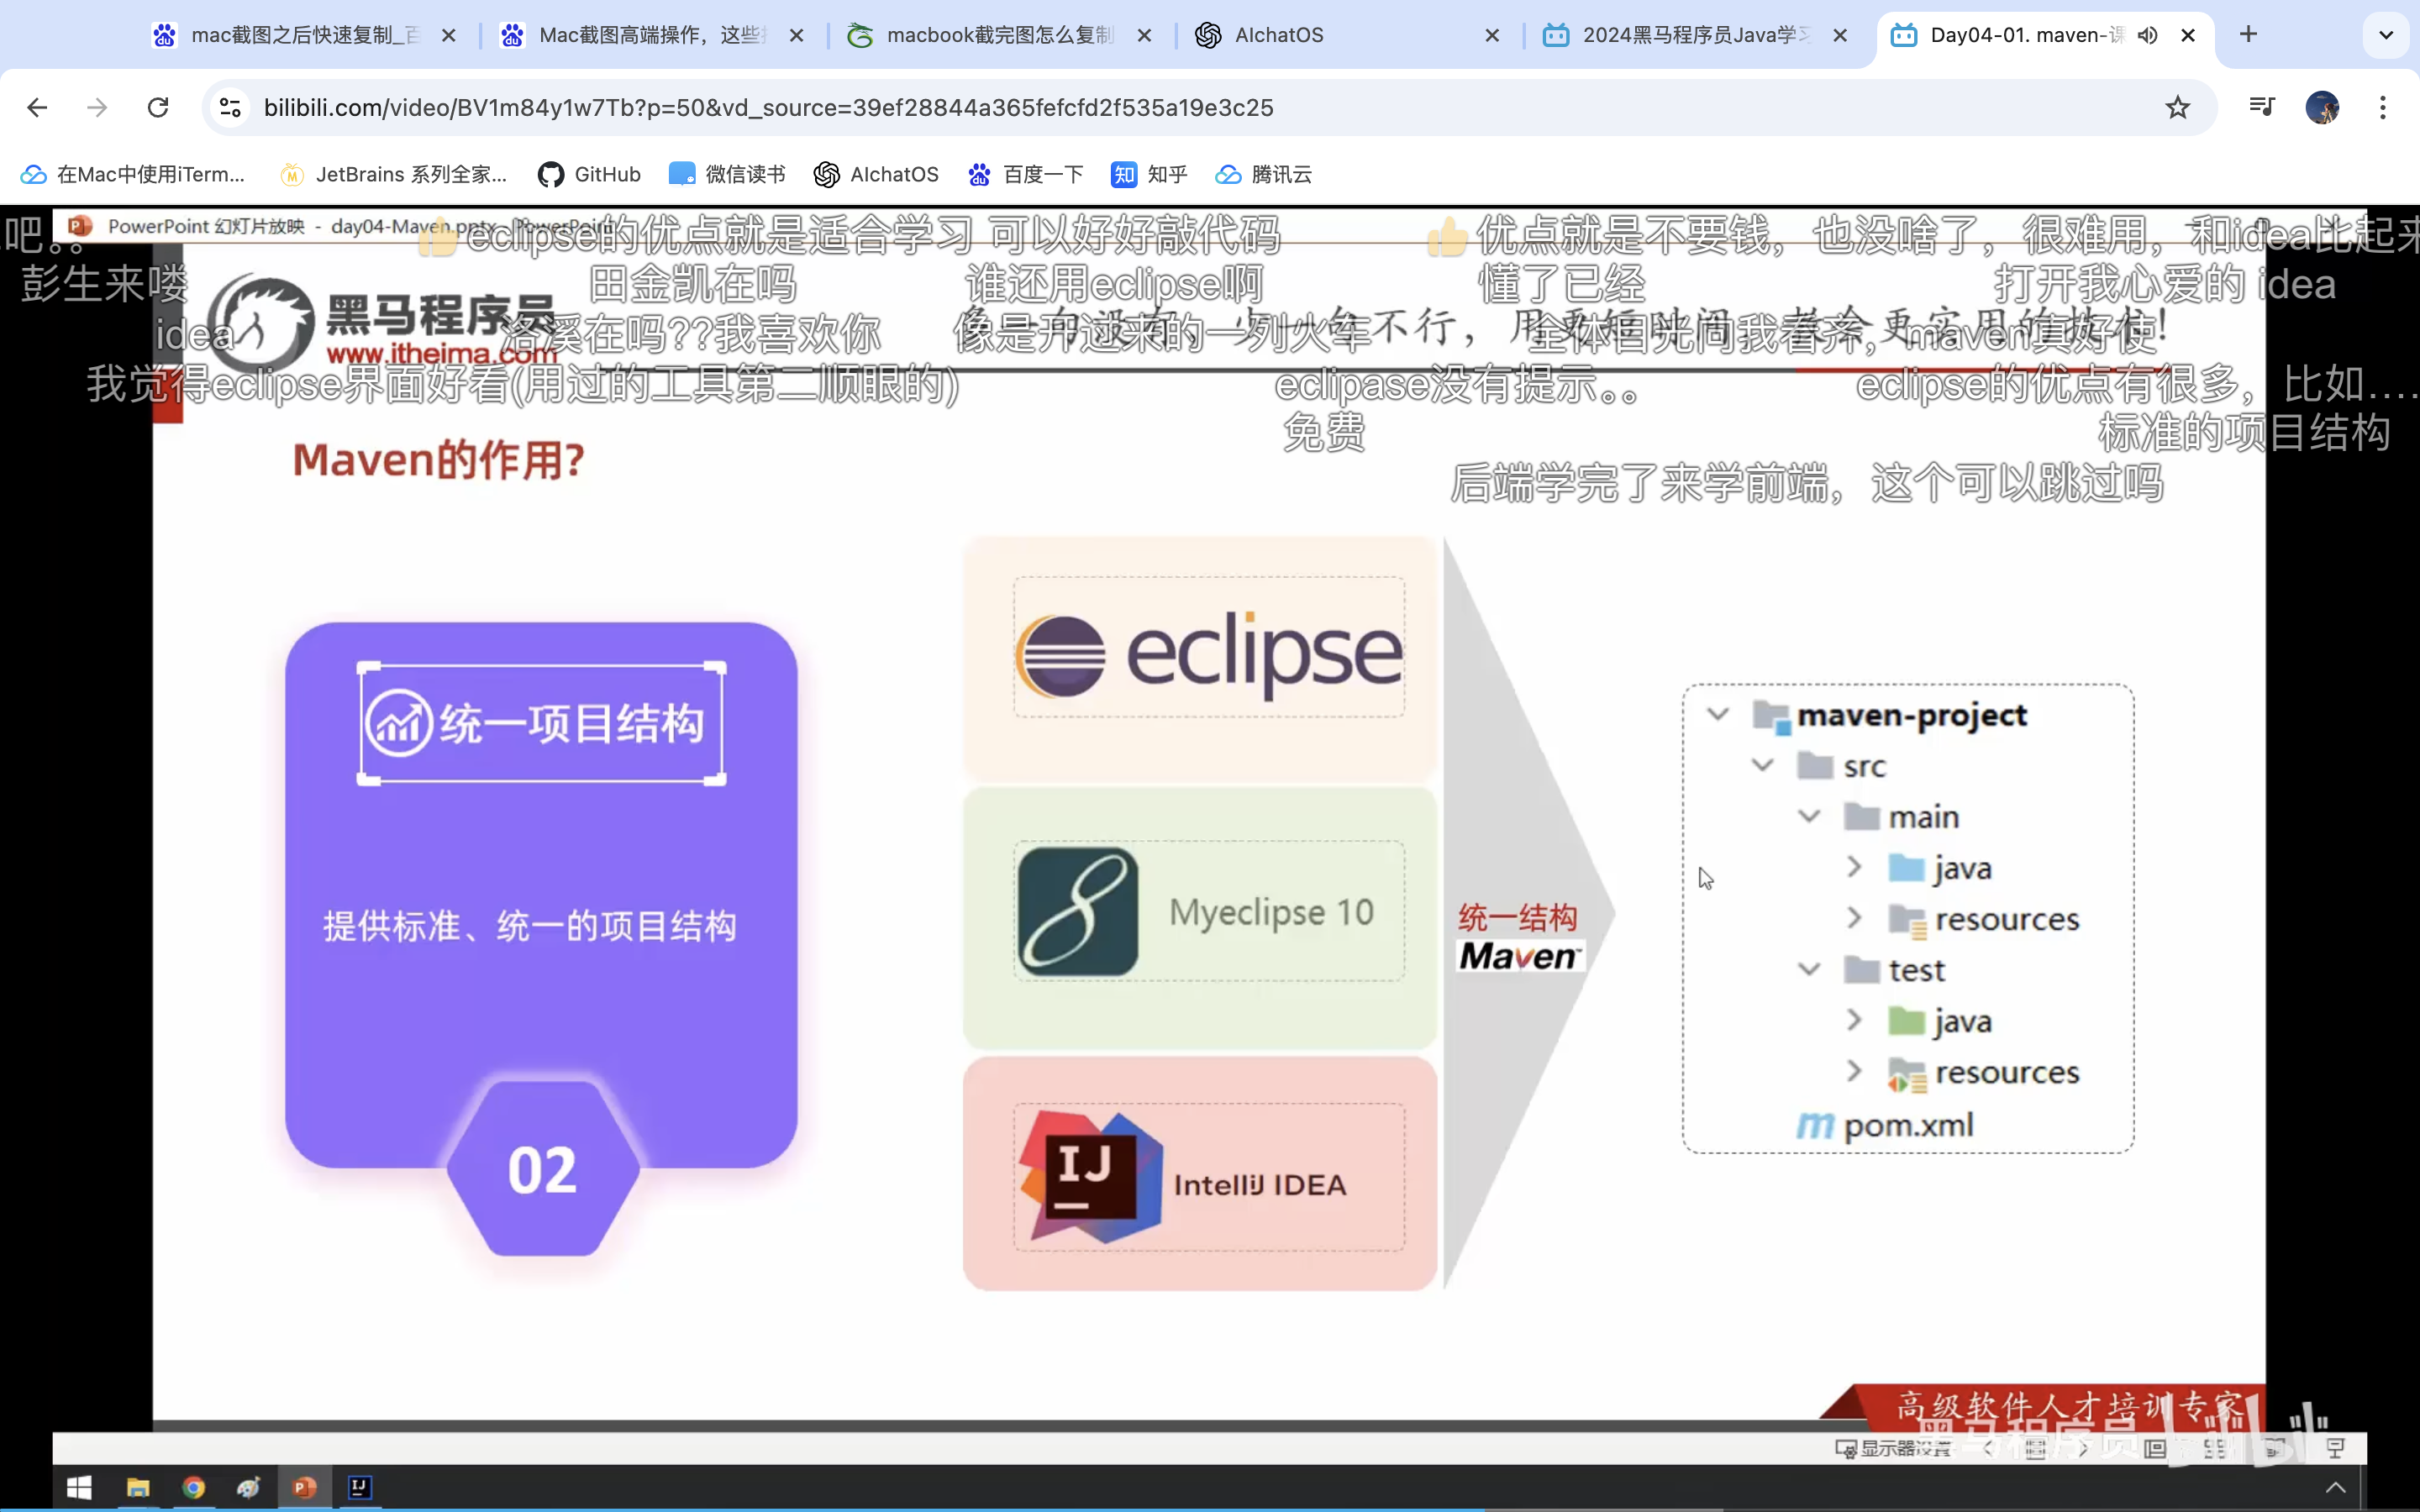 mac截图之后快速复制_百
Mac截图高端操作，这些
macbook截完图怎么复制
AIchatOS
2024黑马程序员Java学习
Day04-01. maven-课
bilibili.com/video/BV1m84y1w7Tb?p=50&vd_source=39ef28844a365fefcfd2f535a19e3c25
在Mac中使用iTerm...
JetBrains 系列全家...
GitHub
微信读书
AIchatOS
百度一下
知乎
腾讯云
PowerPoint 幻灯片放映 - day04-Maven.pptx - PowerPoint
吧。。
eclipse的优点就是适合学习 可以好好敲代码
优点就是不要钱，也没啥了，很难用，和idea比起来
彭生来喽
田金凯在吗
谁还用eclipse啊
懂了已经
打开我心爱的 idea
黑马程序员
www.itheima.com
idea
洛溪在吗??我喜欢你
像是开过来的一列火车
全体目光向我看齐，maven真好使
我觉得eclipse界面好看(用过的工具第二顺眼的)
eclipase没有提示。。
eclipse的优点有很多，比如....
免费
标准的项目结构
后端学完了来学前端，这个可以跳过吗
Maven的作用?
统一项目结构
提供标准、统一的项目结构
02
eclipse
Myeclipse 10
IJ
IntelliJ IDEA
统一结构
Maven
maven-project
src
main
java
resources
test
java
resources
pom.xml
高级软件人才培训专家
黑马程序员
bilibili
显示器设置